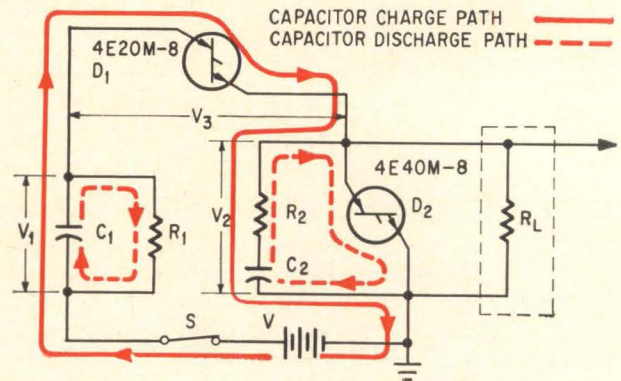 CAPACITOR CHARGE PATH
CAPACITOR DISCHARGE PATH
4E20M-8
D1
V3
4E40M-8
D2
V1
C1
R1
V2
R2
C2
RL
S
V